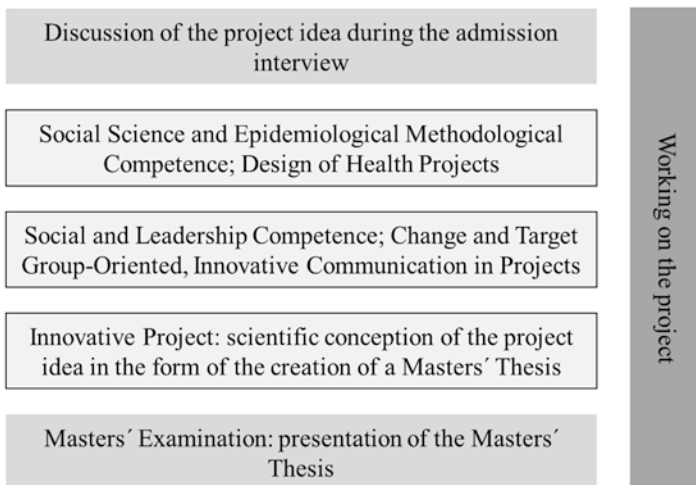 Discussion of the project idea during the admission
interview
Social Science and Epidemiological Methodological
Competence; Design of Health Projects
Social and Leadership Competence; Change and Target
Group-Oriented, Innovative Communication in Projects
Innovative Project: scientific conception of the project
idea in the form of the creation of a Masters´ Thesis
Masters´ Examination: presentation of the Masters´
Thesis
Working on the project